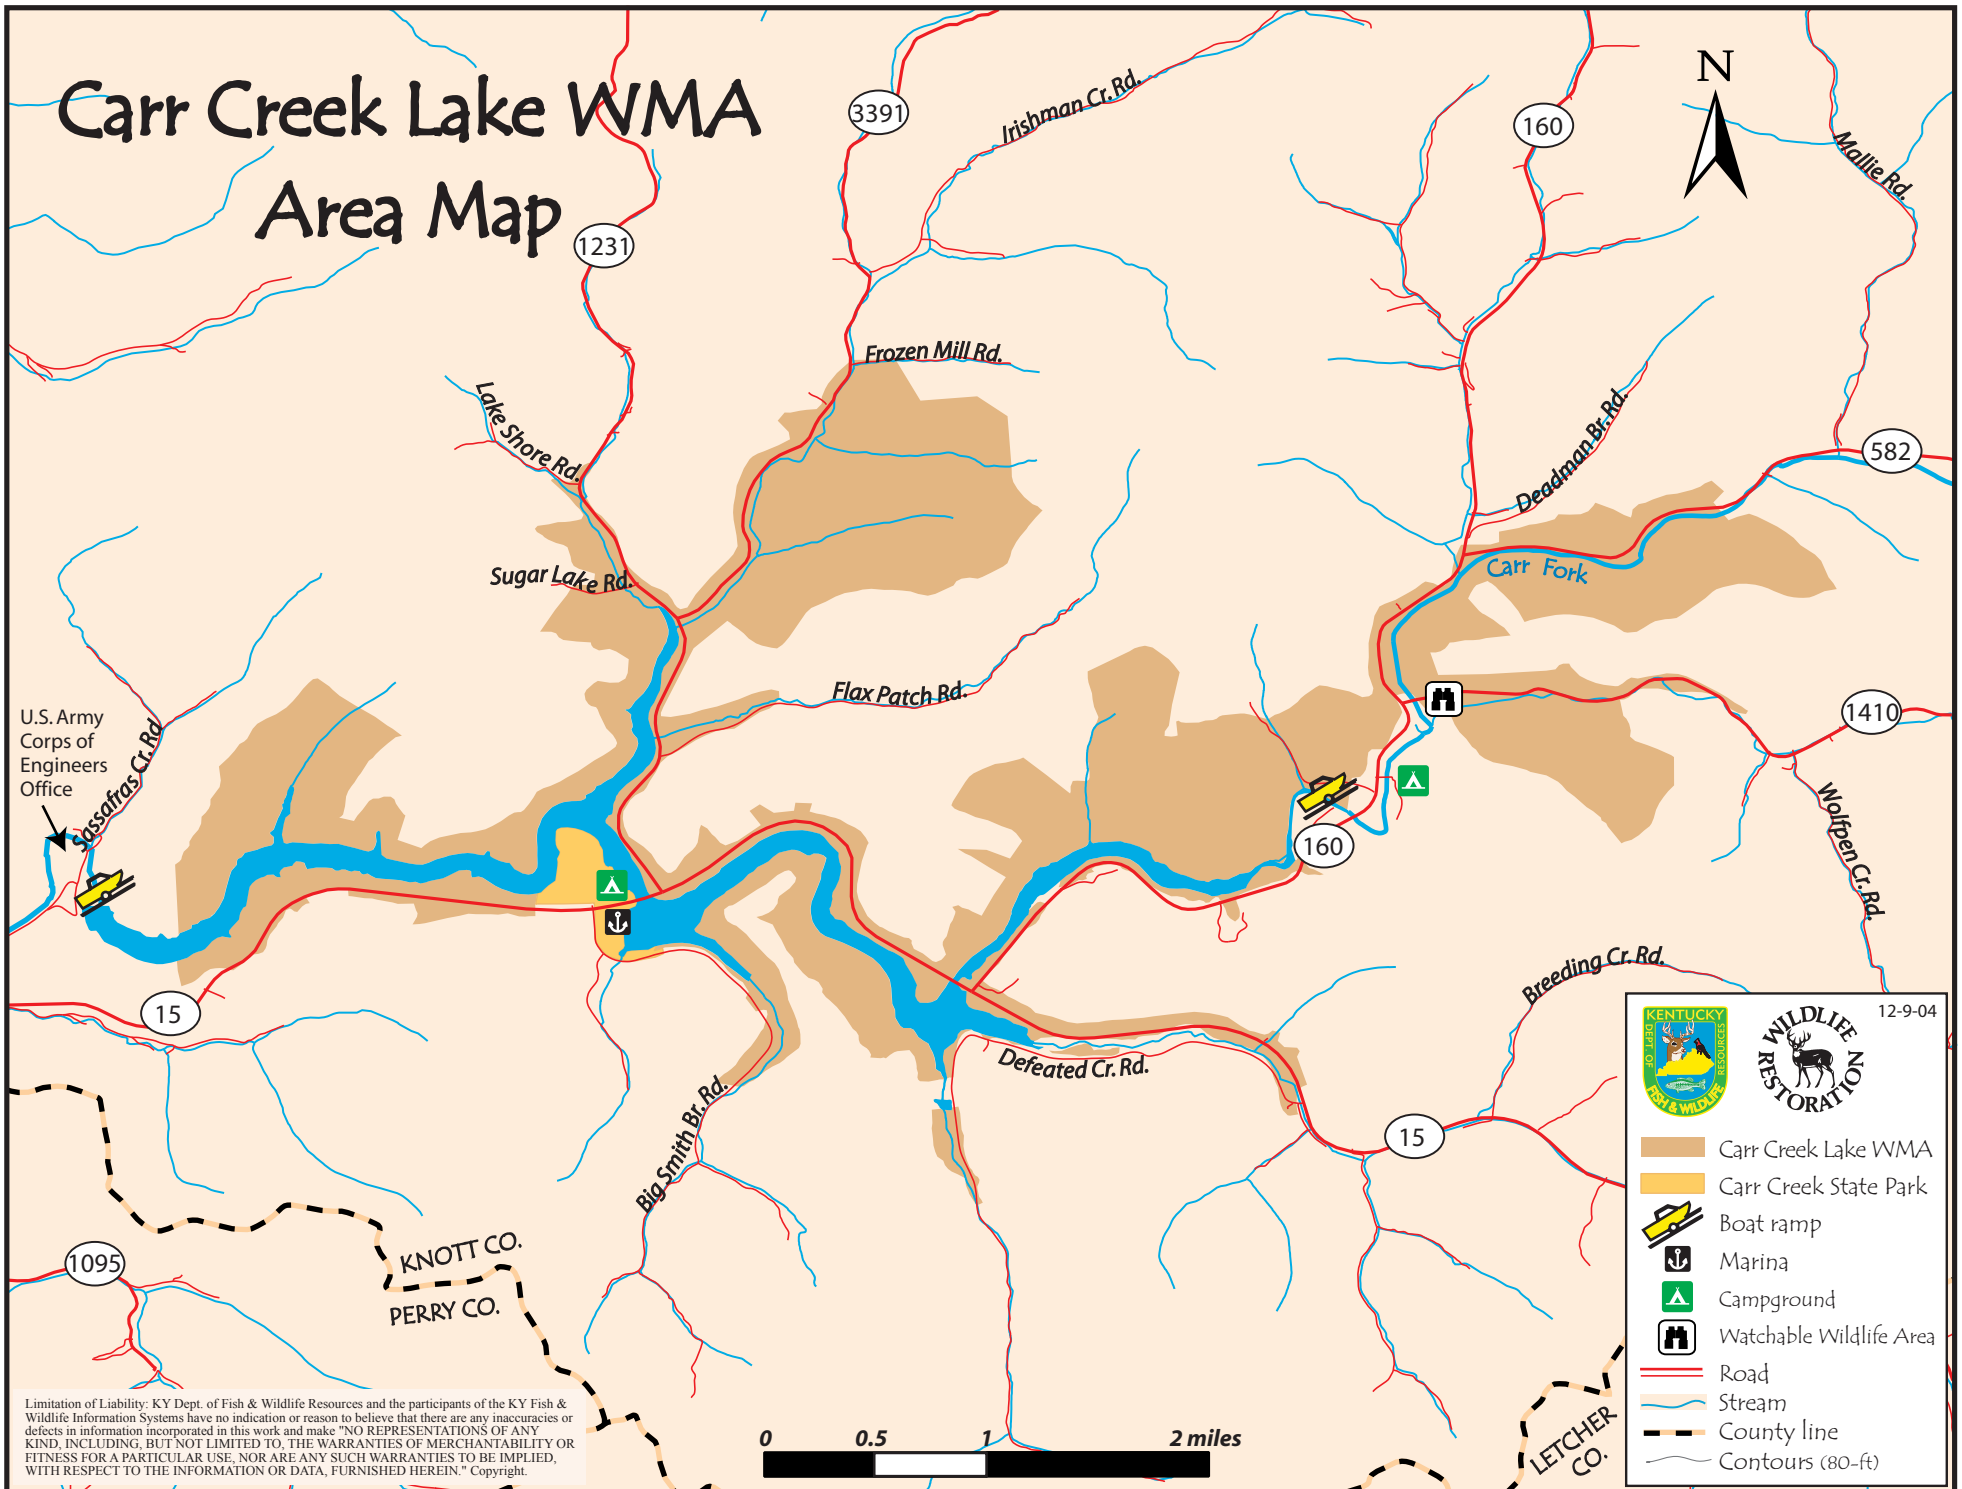 Carr Creek Lake WMA
Area Map
N
3391
160
1231
Irishman Cr. Rd.
Mallie Rd.
Frozen Mill Rd.
Lake Shore Rd.
Deadman Br. Rd.
582
Carr Fork
Sugar Lake Rd.
Flax Patch Rd.
U.S. Army
Corps of
Engineers
Office
Sassafras Cr. Rd
1410
Wolfpen Cr. Rd.
160
15
Breeding Cr. Rd.
Defeated Cr. Rd.
Big Smith Br. Rd.
15
1095
KNOTT CO.
PERRY CO.
LETCHER
CO.
KENTUCKY
DEPT. OF
RESOURCES
FISH & WILDLIFE
WILDLIFE
RESTORATION
12-9-04
Carr Creek Lake WMA
Carr Creek State Park
Boat ramp
Marina
Campground
Watchable Wildlife Area
Road
Stream
County line
Contours (80-ft)
0 0.5 1 2 miles
Limitation of Liability: KY Dept. of Fish & Wildlife Resources and the participants of the KY Fish &
Wildlife Information Systems have no indication or reason to believe that there are any inaccuracies or
defects in information incorporated in this work and make "NO REPRESENTATIONS OF ANY
KIND, INCLUDING, BUT NOT LIMITED TO, THE WARRANTIES OF MERCHANTABILITY OR
FITNESS FOR A PARTICULAR USE, NOR ARE ANY SUCH WARRANTIES TO BE IMPLIED,
WITH RESPECT TO THE INFORMATION OR DATA, FURNISHED HEREIN." Copyright.